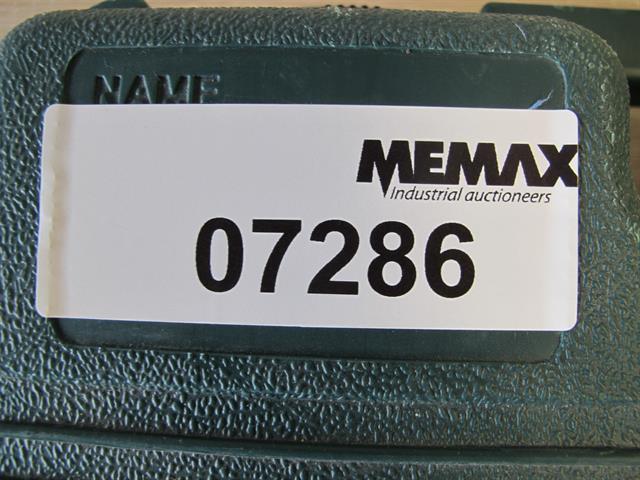 NAME
MEMAX
Industrial auctioneers
07286